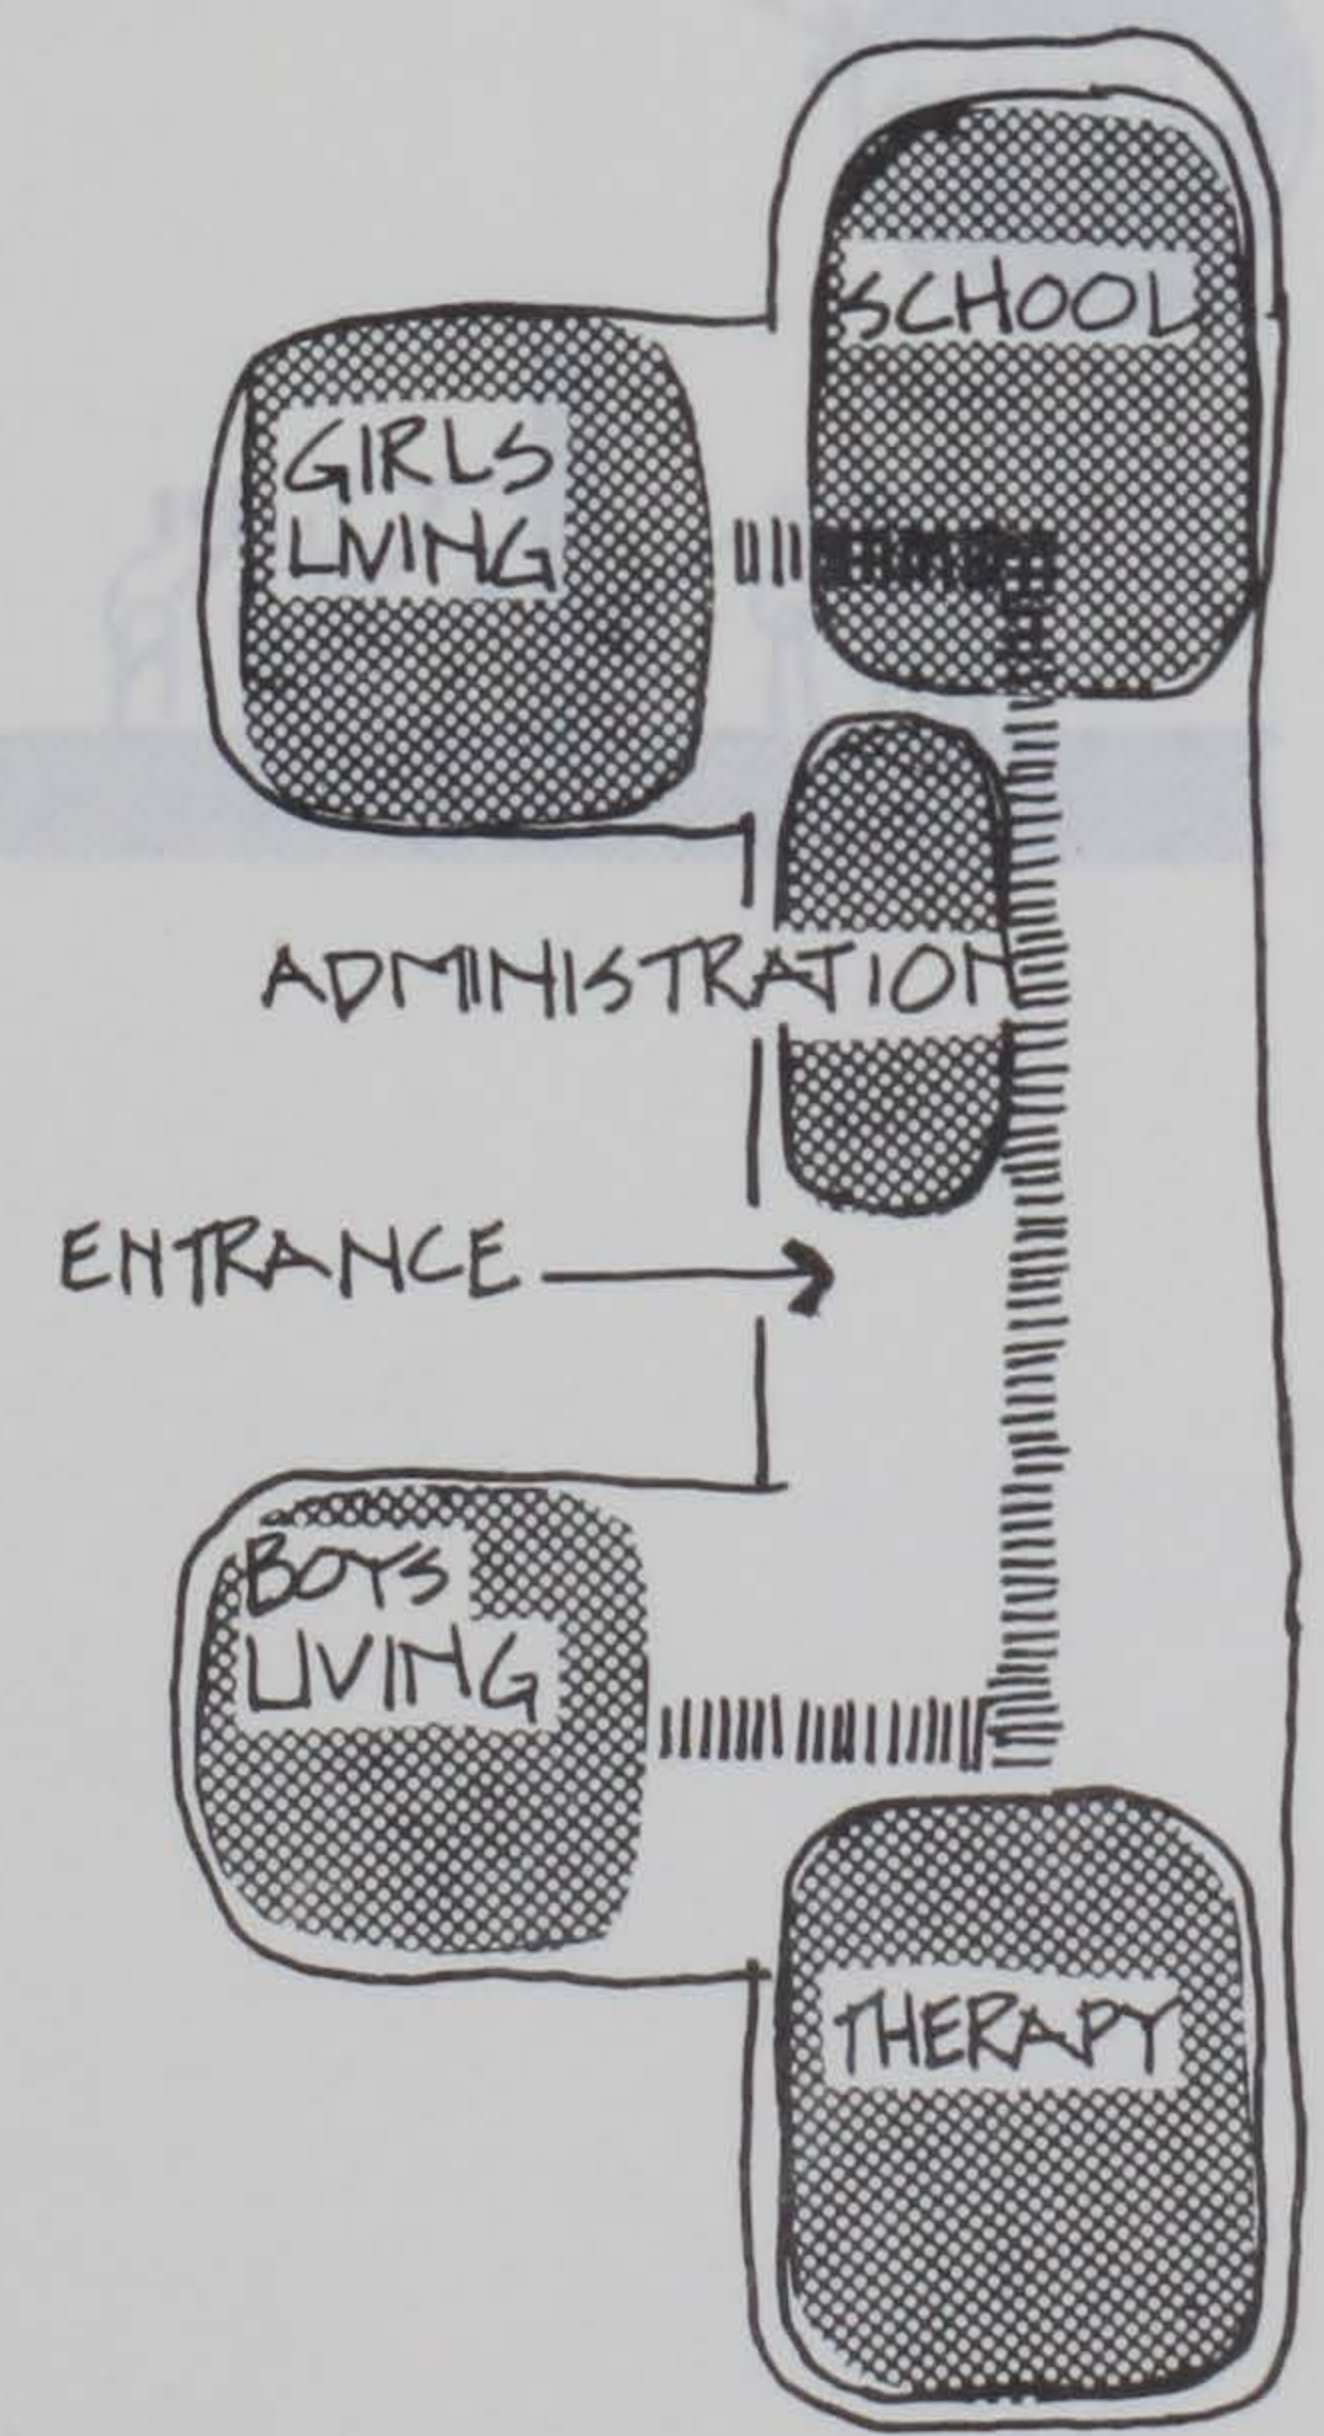 SCHOOL
GIRLS
LIVING
ADMINISTRATION
ENTRANCE
BOYS
LIVING
THERAPY